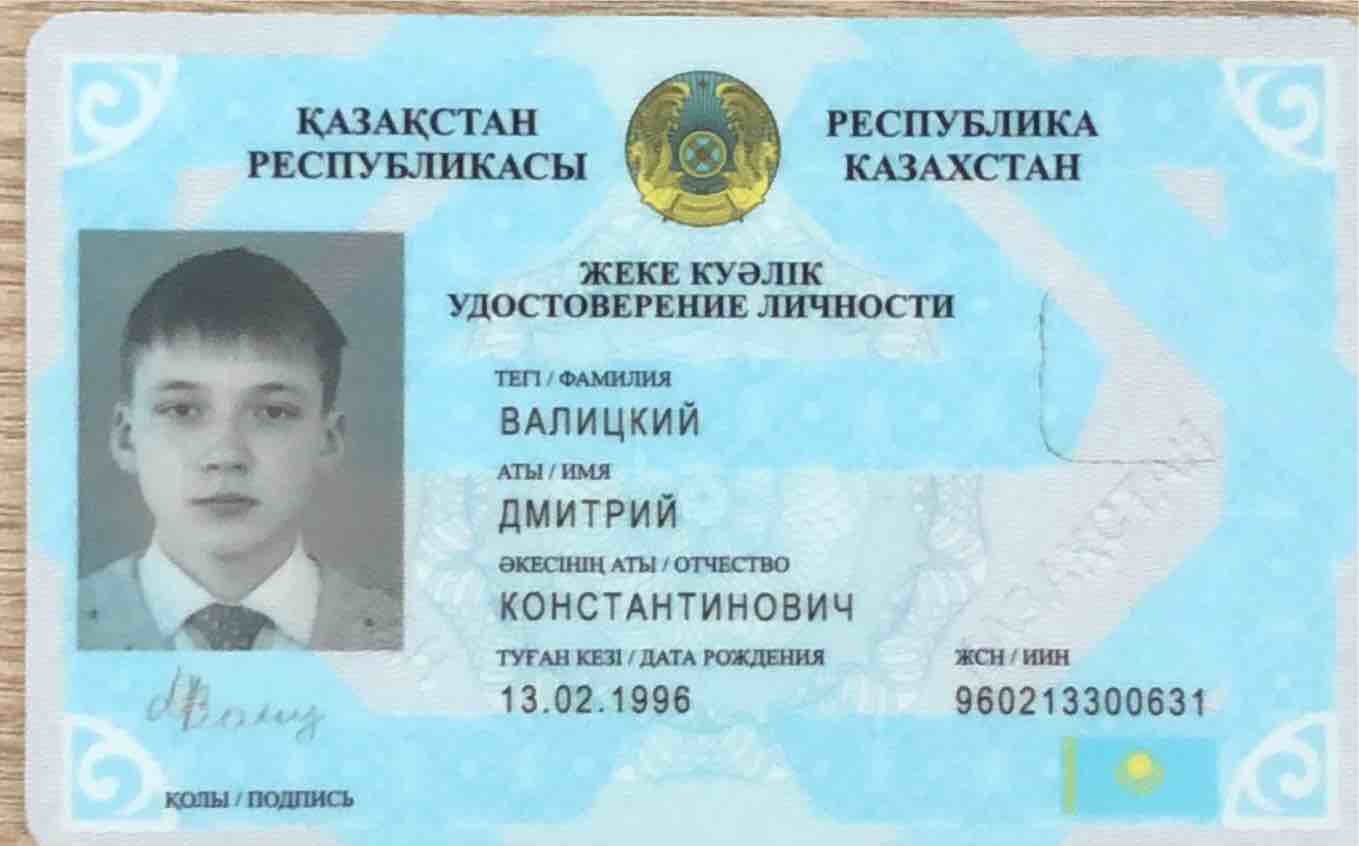 ҚАЗАҚСТАН
РЕСПУБЛИКАСЫ
РЕСПУБЛИКА
КАЗАХСТАН
ЖЕКЕ КУӘЛІК
УДОСТОВЕРЕНИЕ ЛИЧНОСТИ
ТЕГІ / ФАМИЛИЯ
ВАЛИЦКИЙ
АТЫ / ИМЯ
ДМИТРИЙ
ӘКЕСІНІҢ АТЫ / ОТЧЕСТВО
КОНСТАНТИНОВИЧ
ТУҒАН КЕЗІ / ДАТА РОЖДЕНИЯ
13.02.1996
ЖСН / ИИН
960213300631
ҚОЛЫ / ПОДПИСЬ